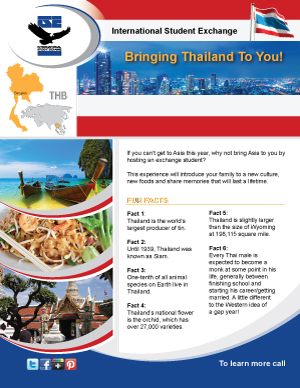 ISE
International Student Exchange
Bringing Thailand To You!
THB
If you can't get to Asia this year, why not bring Asia to you by
hosting an exchange student?
This experience will introduce your family to a new culture,
new foods and share memories that will last a lifetime.
FUN FACTS
Fact 1:
Thailand is the world's
largest producer of tin.
Fact 2:
Until 1939, Thailand was
known as Siam.
Fact 3:
One-tenth of all animal
species on Earth live in
Thailand.
Fact 4:
Thailand's national flower
is the orchid, which has
over 27,000 varieties.
Fact 5:
Thailand is slightly larger
than the size of Wyoming
at 198,115 square mile.
Fact 6:
Every Thai male is
expected to become a
monk at some point in his
life, generally between
finishing school and
starting his career/getting
married. A little different
to the Western idea of
a gap year!
To learn more call